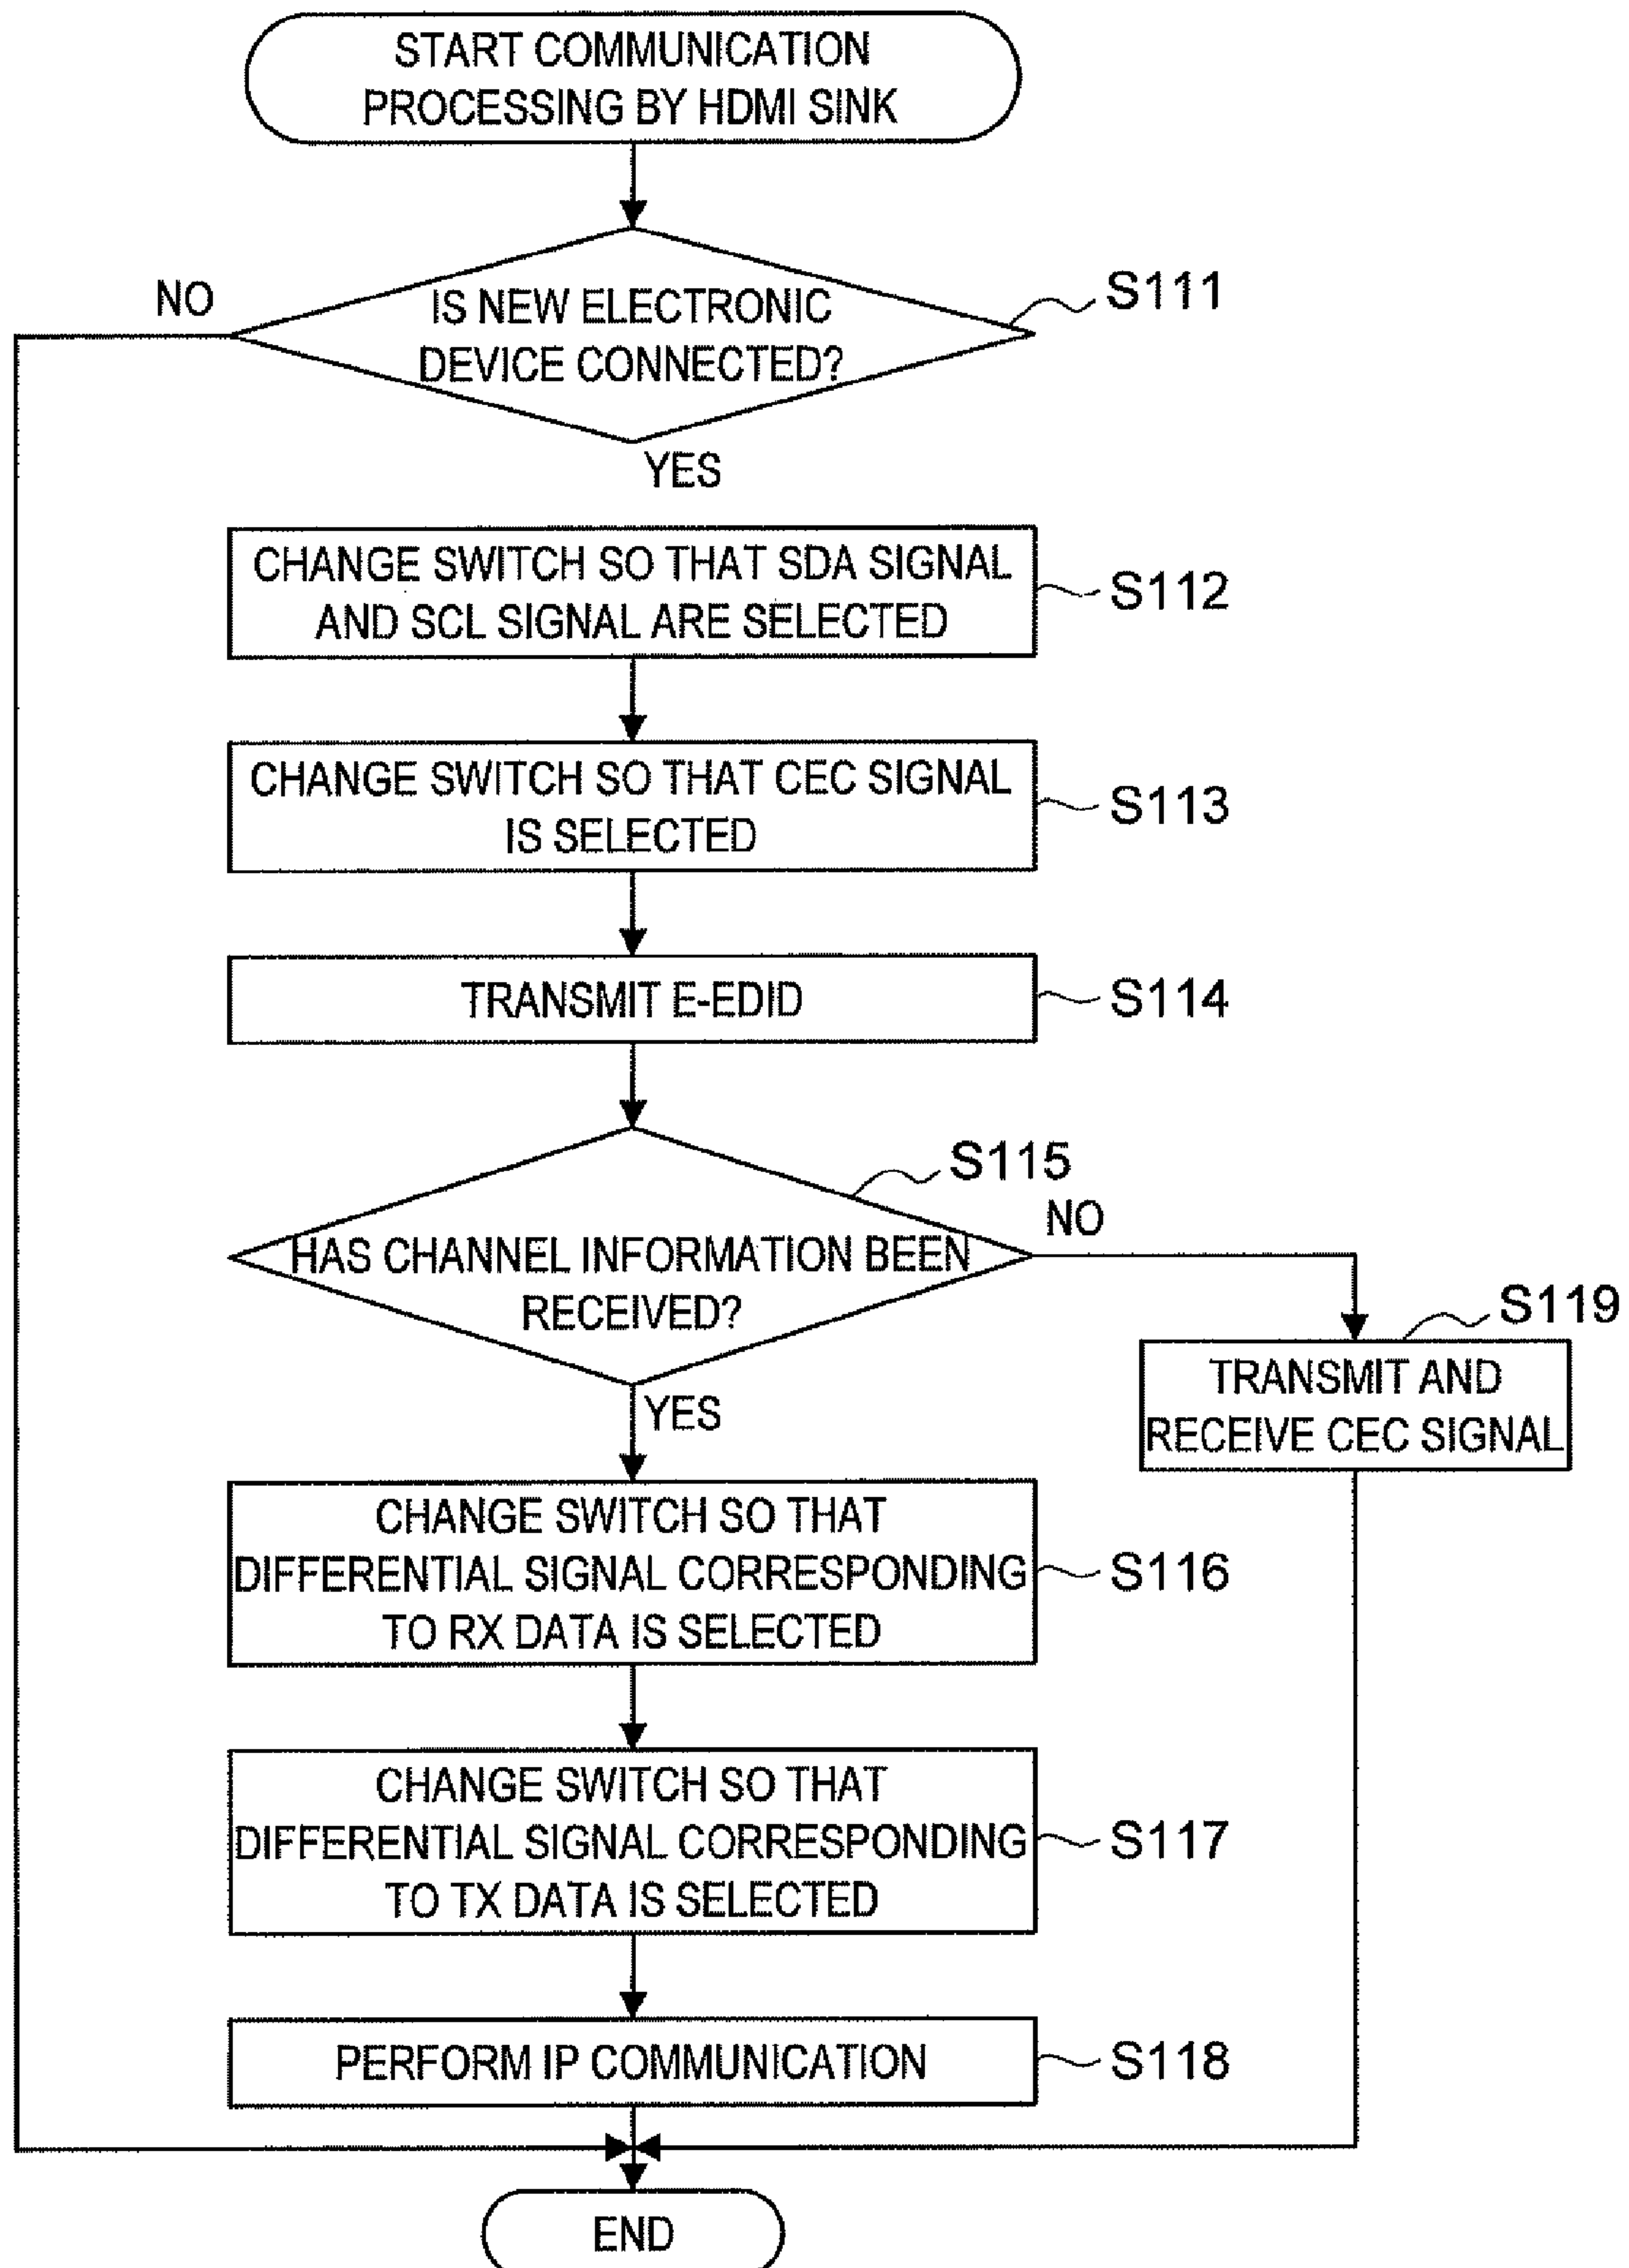 START COMMUNICATION
PROCESSING BY HDMI SINK
NO
IS NEW ELECTRONIC
DEVICE CONNECTED?
S111
YES
CHANGE SWITCH SO THAT SDA SIGNAL
AND SCL SIGNAL ARE SELECTED
S112
CHANGE SWITCH SO THAT CEC SIGNAL
IS SELECTED
S113
TRANSMIT E-EDID
S114
S115
HAS CHANNEL INFORMATION BEEN
RECEIVED?
NO
S119
TRANSMIT AND
RECEIVE CEC SIGNAL
YES
CHANGE SWITCH SO THAT
DIFFERENTIAL SIGNAL CORRESPONDING
TO RX DATA IS SELECTED
S116
CHANGE SWITCH SO THAT
DIFFERENTIAL SIGNAL CORRESPONDING
TO TX DATA IS SELECTED
S117
PERFORM IP COMMUNICATION
S118
END